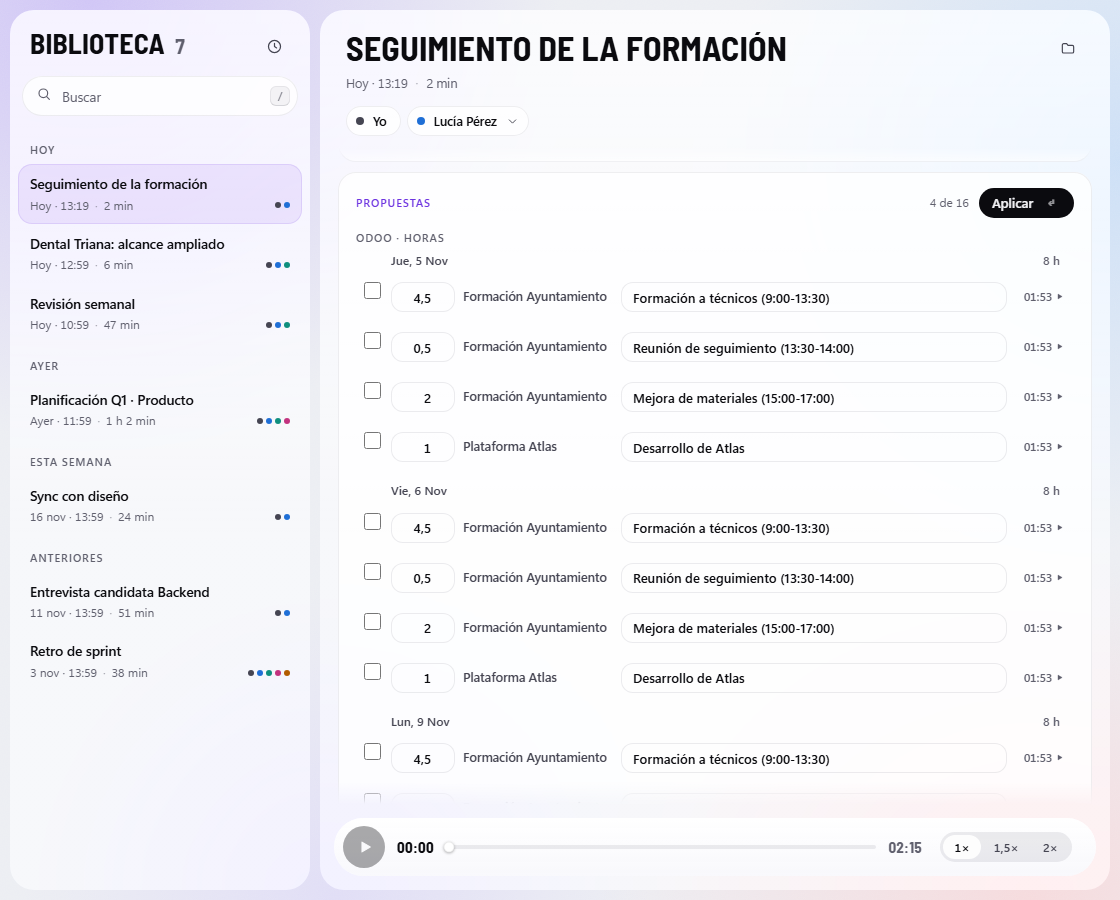 BIBLIOTECA 7
Buscar /
HOY
Seguimiento de la formación
Hoy · 13:19 · 2 min
Dental Triana: alcance ampliado
Hoy · 12:59 · 6 min
Revisión semanal
Hoy · 10:59 · 47 min
AYER
Planificación Q1 · Producto
Ayer · 11:59 · 1 h 2 min
ESTA SEMANA
Sync con diseño
16 nov · 13:59 · 24 min
ANTERIORES
Entrevista candidata Backend
11 nov · 13:59 · 51 min
Retro de sprint
3 nov · 13:59 · 38 min
SEGUIMIENTO DE LA FORMACIÓN
Hoy · 13:19 · 2 min
Yo Lucía Pérez
PROPUESTAS 4 de 16 Aplicar
ODOO · HORAS
Jue, 5 Nov 8 h
4,5 Formación Ayuntamiento Formación a técnicos (9:00-13:30) 01:53
0,5 Formación Ayuntamiento Reunión de seguimiento (13:30-14:00) 01:53
2 Formación Ayuntamiento Mejora de materiales (15:00-17:00) 01:53
1 Plataforma Atlas Desarrollo de Atlas 01:53
Vie, 6 Nov 8 h
4,5 Formación Ayuntamiento Formación a técnicos (9:00-13:30) 01:53
0,5 Formación Ayuntamiento Reunión de seguimiento (13:30-14:00) 01:53
2 Formación Ayuntamiento Mejora de materiales (15:00-17:00) 01:53
1 Plataforma Atlas Desarrollo de Atlas 01:53
Lun, 9 Nov 8 h
4,5 Formación Ayuntamiento Formación a técnicos (9:00-13:30) 01:53
00:00 02:15 1× 1,5× 2×